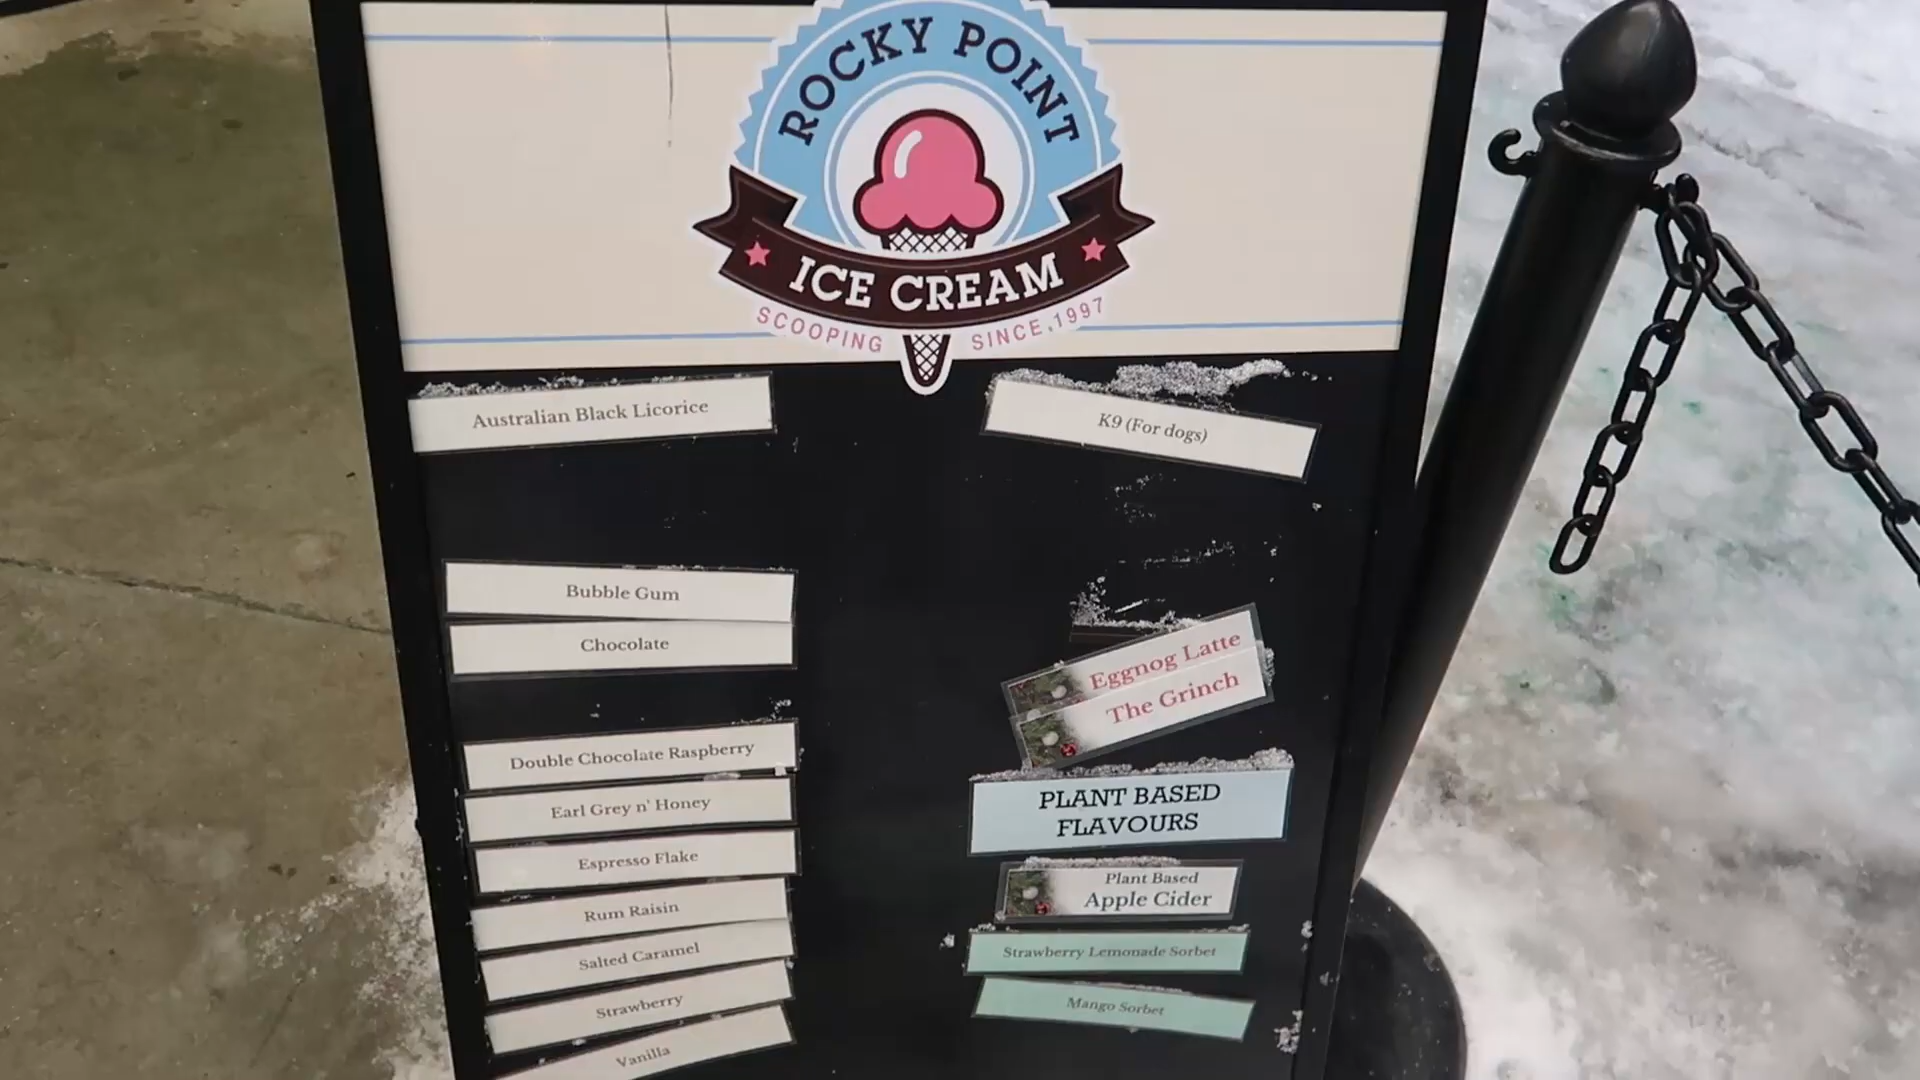 ROCKY POINT
ICE CREAM
SCOOPING SINCE 1997
Australian Black Licorice
Bubble Gum
Chocolate
Double Chocolate Raspberry
Earl Grey n' Honey
Espresso Flake
Rum Raisin
Salted Caramel
Strawberry
Vanilla
K9 (For dogs)
Eggnog Latte
The Grinch
PLANT BASED
FLAVOURS
Plant Based
Apple Cider
Strawberry Lemonade Sorbet
Mango Sorbet